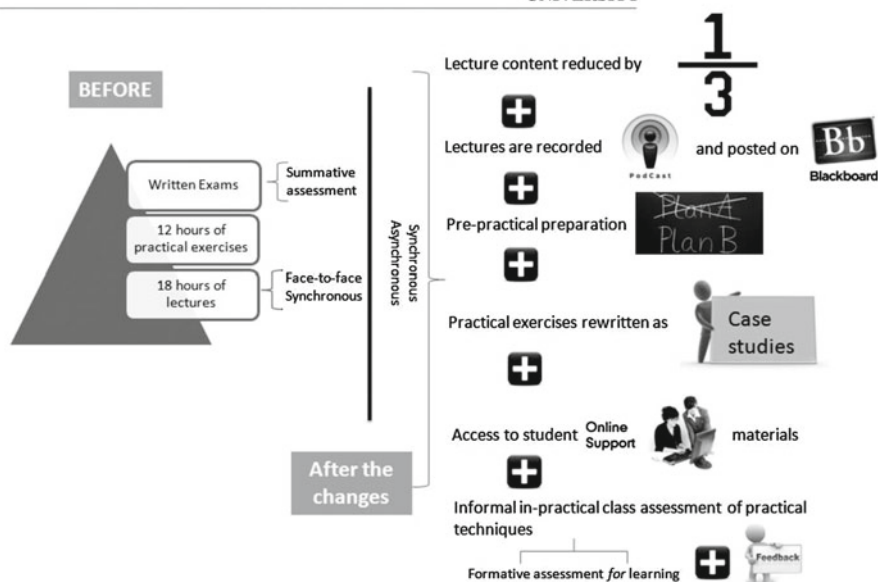 BEFORE
Written Exams
Summative
assessment
12 hours of
practical exercises
18 hours of
lectures
Face-to-face
Synchronous
Synchronous
Asynchronous
After the
changes
Lecture content reduced by
1
3
Lectures are recorded
PodCast
and posted on
Bb
Blackboard
Pre-practical preparation
Plan A
Plan B
Practical exercises rewritten as
Case
studies
Access to student
Online
Support
materials
Informal in-practical class assessment of practical
techniques
Formative assessment for learning
Feedback